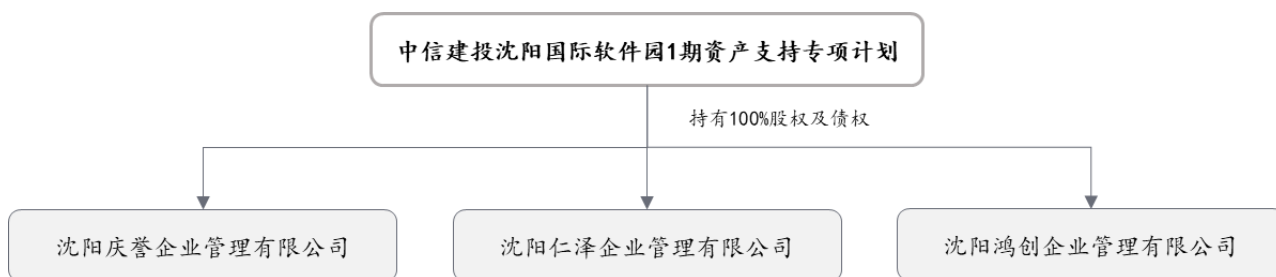 中信建投沈阳国际软件园1期资产支持专项计划
持有100%股权及债权
沈阳庆誉企业管理有限公司
沈阳仁泽企业管理有限公司
沈阳鸿创企业管理有限公司